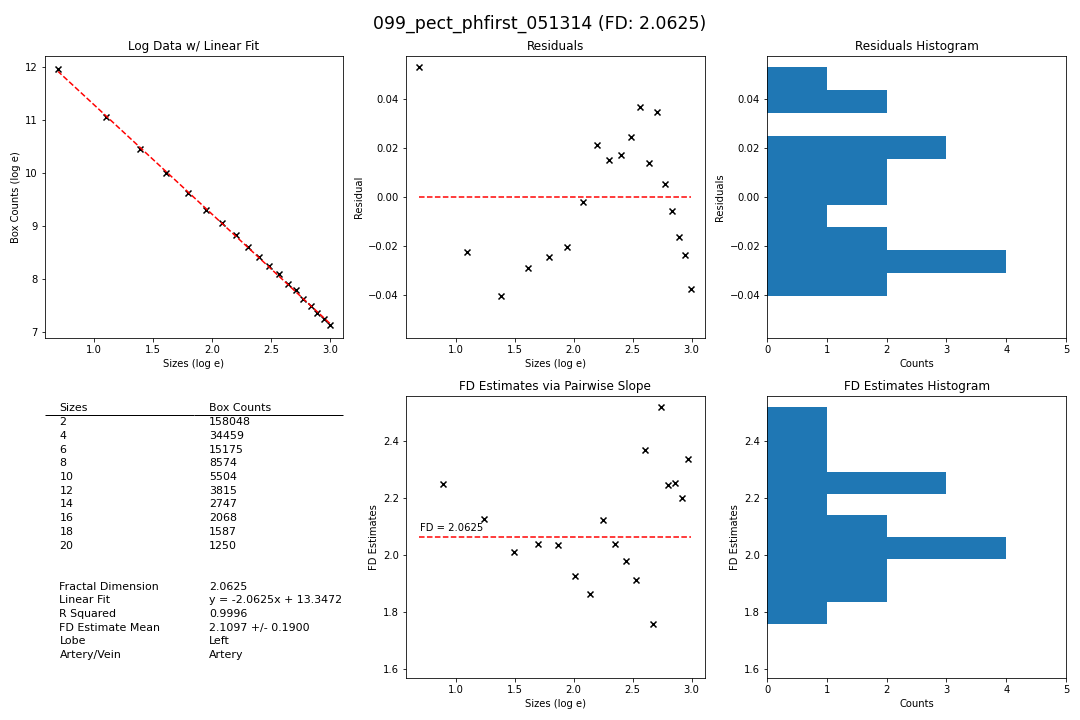 099_pect_phfirst_051314 (FD: 2.0625)
Log Data w/ Linear Fit
12
11
10
9
8
7
Box Counts (log e)
1.0 1.5 2.0 2.5 3.0
Sizes (log e)
Residuals
0.04
0.02
0.00
−0.02
−0.04
Residual
1.0 1.5 2.0 2.5 3.0
Sizes (log e)
Residuals Histogram
0.04
0.02
0.00
−0.02
−0.04
Residuals
0 1 2 3 4 5
Counts
Sizes Box Counts
2 158048
4 34459
6 15175
8 8574
10 5504
12 3815
14 2747
16 2068
18 1587
20 1250
Fractal Dimension 2.0625
Linear Fit y = -2.0625x + 13.3472
R Squared 0.9996
FD Estimate Mean 2.1097 +/- 0.1900
Lobe Left
Artery/Vein Artery
FD Estimates via Pairwise Slope
2.4
2.2
2.0
1.8
1.6
FD Estimates
FD = 2.0625
1.0 1.5 2.0 2.5 3.0
Sizes (log e)
FD Estimates Histogram
2.4
2.2
2.0
1.8
1.6
FD Estimates
0 1 2 3 4 5
Counts